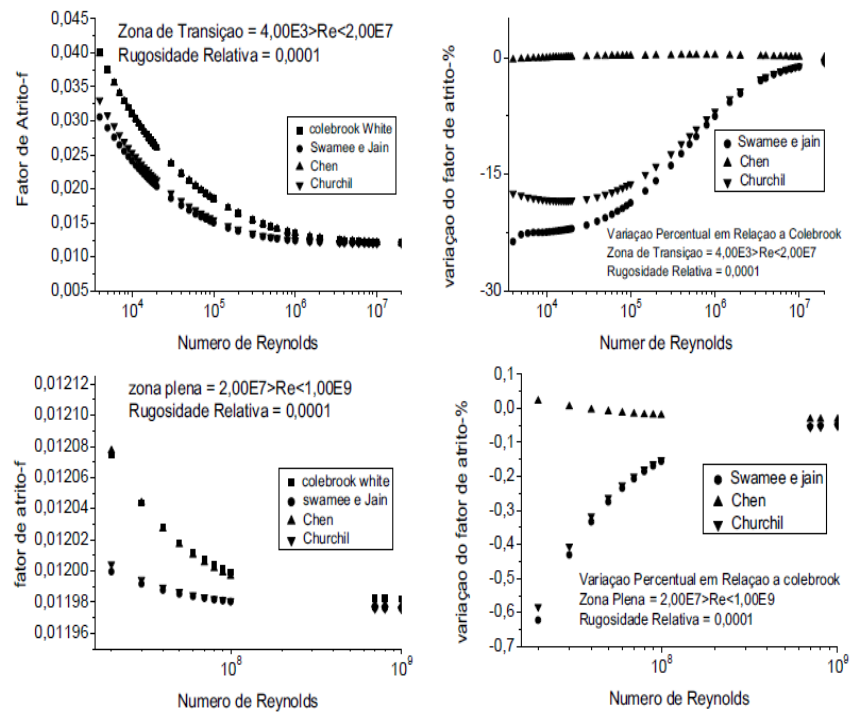 Zona de Transiçao = 4,00E3>Re<2,00E7
Rugosidade Relativa = 0,0001
0,045
0,040
0,035
0,030
0,025
0,020
0,015
0,010
0,005
Fator de Atrito-f
colebrook White
Swamee e Jain
Chen
Churchil
10^4
10^5
10^6
10^7
Numero de Reynolds
0
-15
-30
variaçao do fator de atrito-%
Swamee e jain
Chen
Churchil
Variaçao Percentual em Relaçao a Colebrook
Zona de Transiçao = 4,00E3>Re<2,00E7
Rugosidade Relativa = 0,0001
10^4
10^5
10^6
10^7
Numer de Reynolds
zona plena = 2,00E7>Re<1,00E9
Rugosidade Relativa = 0,0001
0,01212
0,01210
0,01208
0,01206
0,01204
0,01202
0,01200
0,01198
0,01196
fator de atrito-f
colebrook white
swamee e Jain
Chen
Churchil
10^8
10^9
Numero de Reynolds
0,1
0,0
-0,1
-0,2
-0,3
-0,4
-0,5
-0,6
-0,7
variaçao do fator de atrito-%
Swamee e jain
Chen
Churchil
Variaçao Percentual em Relaçao a colebrook
Zona Plena = 2,00E7>Re<1,00E9
Rugosidade Relativa = 0,0001
10^8
10^9
Numero de Reynolds